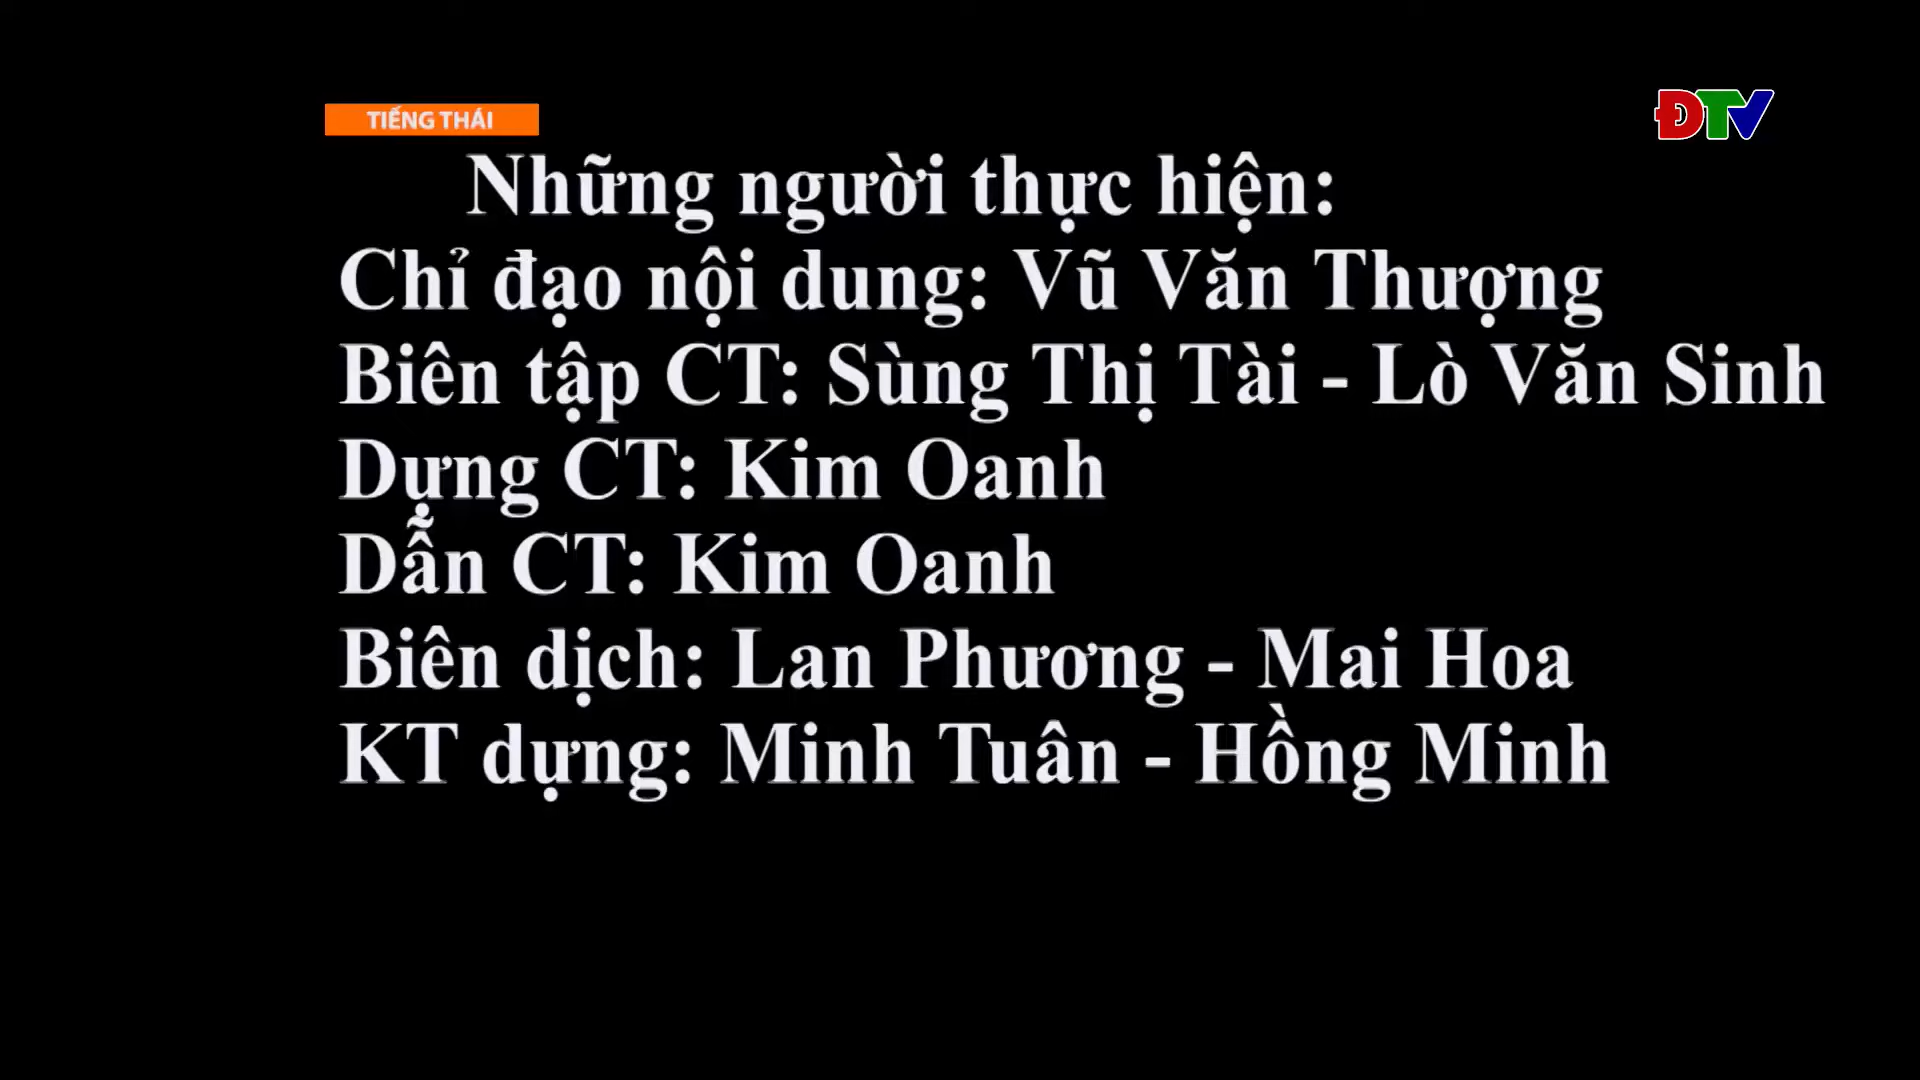 TIẾNG THÁI
ĐTV
Những người thực hiện:
Chỉ đạo nội dung: Vũ Văn Thượng
Biên tập CT: Sùng Thị Tài - Lò Văn Sinh
Dựng CT: Kim Oanh
Dẫn CT: Kim Oanh
Biên dịch: Lan Phương - Mai Hoa
KT dựng: Minh Tuân - Hồng Minh